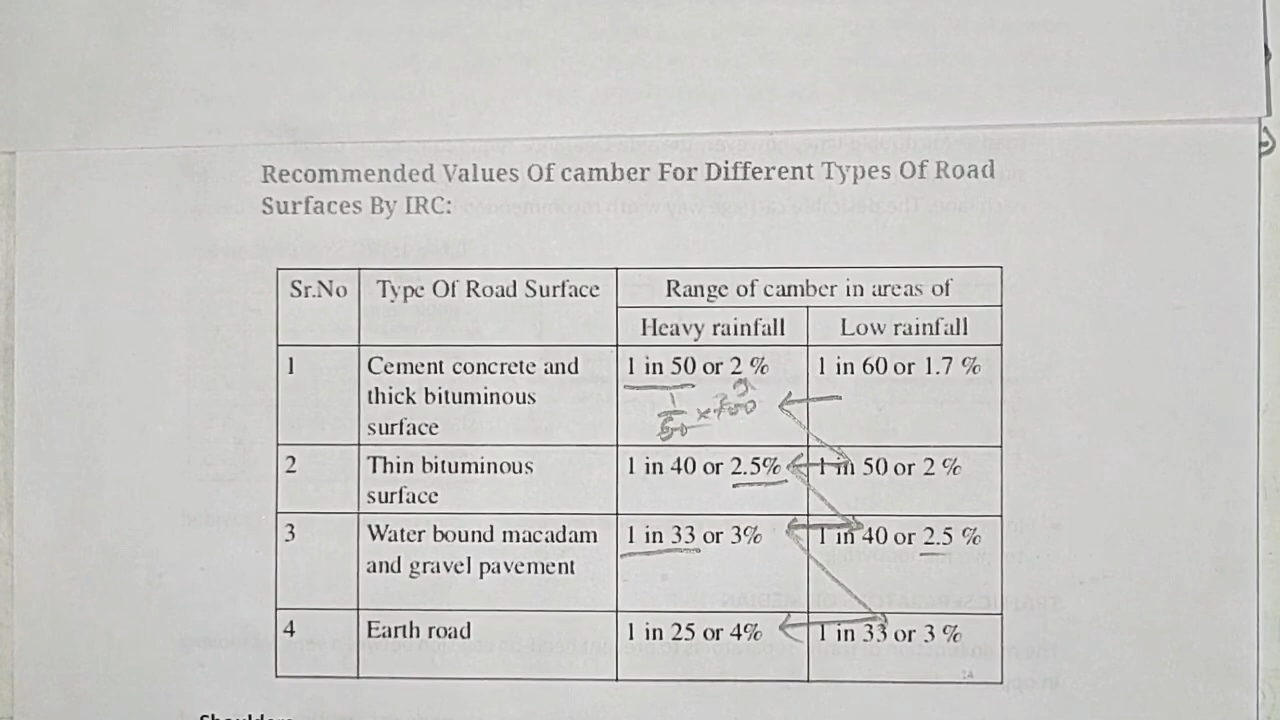 Recommended Values Of camber For Different Types Of Road
Surfaces By IRC:
Sr.No Type Of Road Surface Range of camber in areas of
Heavy rainfall Low rainfall
1 Cement concrete and 1 in 50 or 2 % 1 in 60 or 1.7 %
thick bituminous
surface
2 Thin bituminous 1 in 40 or 2.5% 1 in 50 or 2 %
surface
3 Water bound macadam 1 in 33 or 3% 1 in 40 or 2.5 %
and gravel pavement
4 Earth road 1 in 25 or 4% 1 in 33 or 3 %
14